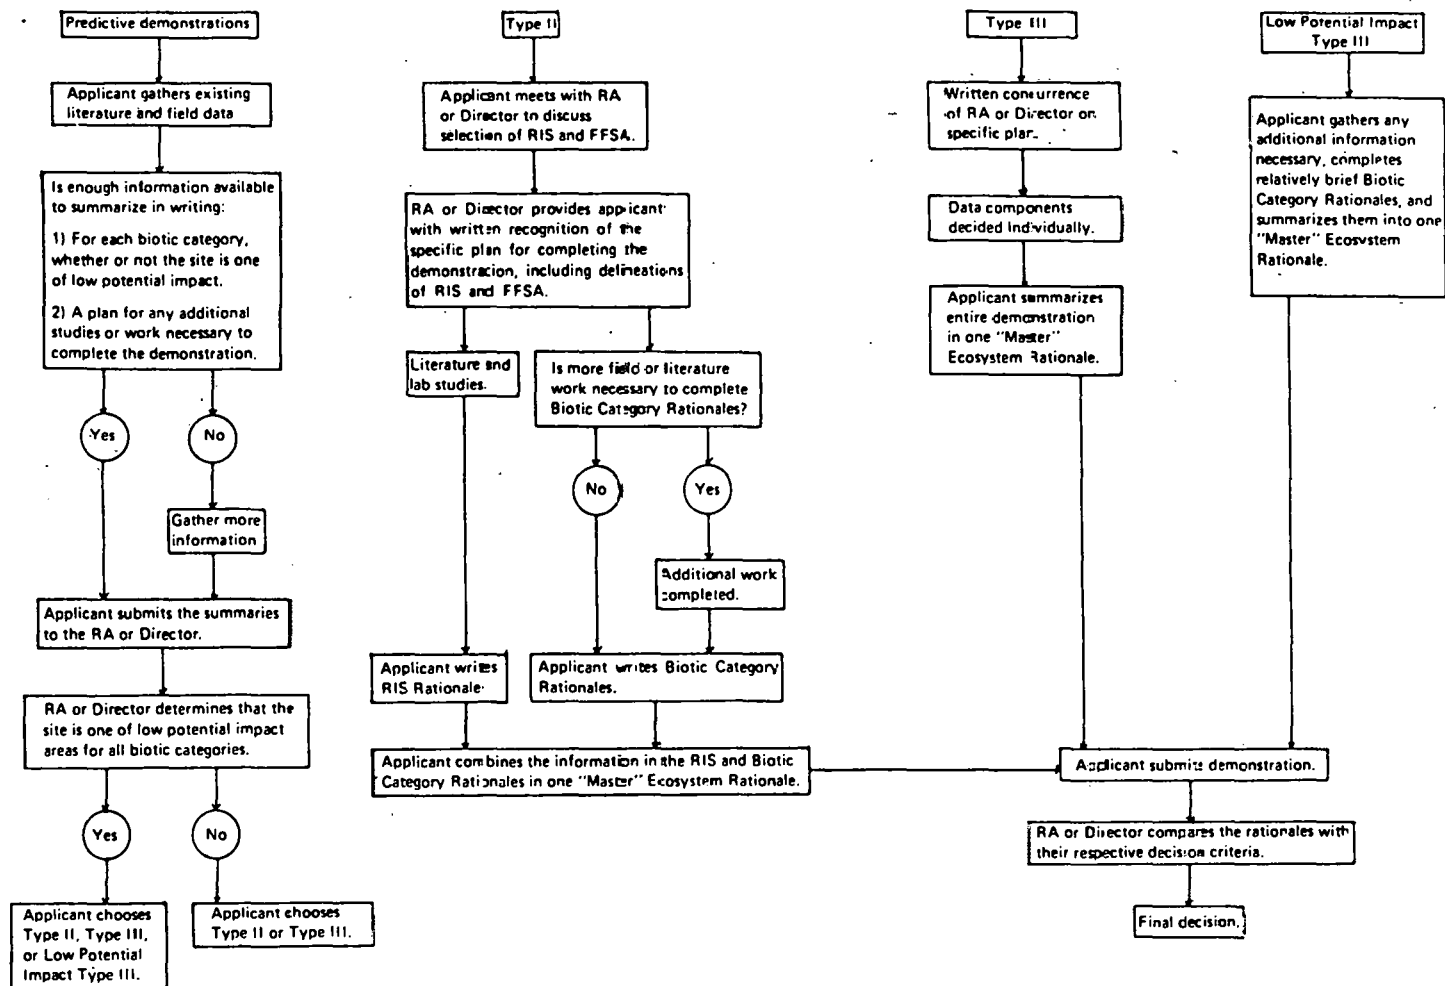 Predictive demonstrations
Applicant gathers existing
literature and field data
Is enough information available
to summarize in writing:
1) For each biotic category,
whether or not the site is one
of low potential impact.
2) A plan for any additional
studies or work necessary to
complete the demonstration.
Yes
No
Gather more
information
Applicant submits the summaries
to the RA or Director.
RA or Director determines that the
site is one of low potential impact
areas for all biotic categories.
Yes
No
Applicant chooses
Type II, Type III,
or Low Potential
Impact Type III.
Applicant chooses
Type II or Type III.
Type II
Applicant meets with RA
or Director to discuss
selection of RIS and FFSA.
RA or Director provides applicant
with written recognition of the
specific plan for completing the
demonstration, including delineations
of RIS and FFSA.
Literature and
lab studies.
Is more field or literature
work necessary to complete
Biotic Category Rationales?
No
Yes
Additional work
completed.
Applicant writes
RIS Rationale.
Applicant writes Biotic Category
Rationales.
Applicant combines the information in the RIS and Biotic
Category Rationales in one "Master" Ecosystem Rationale.
Type III
Written concurrence
of RA or Director on
specific plan.
Data components
decided individually.
Applicant summarizes
entire demonstration
in one "Master"
Ecosystem Rationale.
Low Potential Impact
Type III
Applicant gathers any
additional information
necessary, completes
relatively brief Biotic
Category Rationales, and
summarizes them into one
"Master" Ecosystem
Rationale.
Applicant submits demonstration.
RA or Director compares the rationales with
their respective decision criteria.
Final decision.